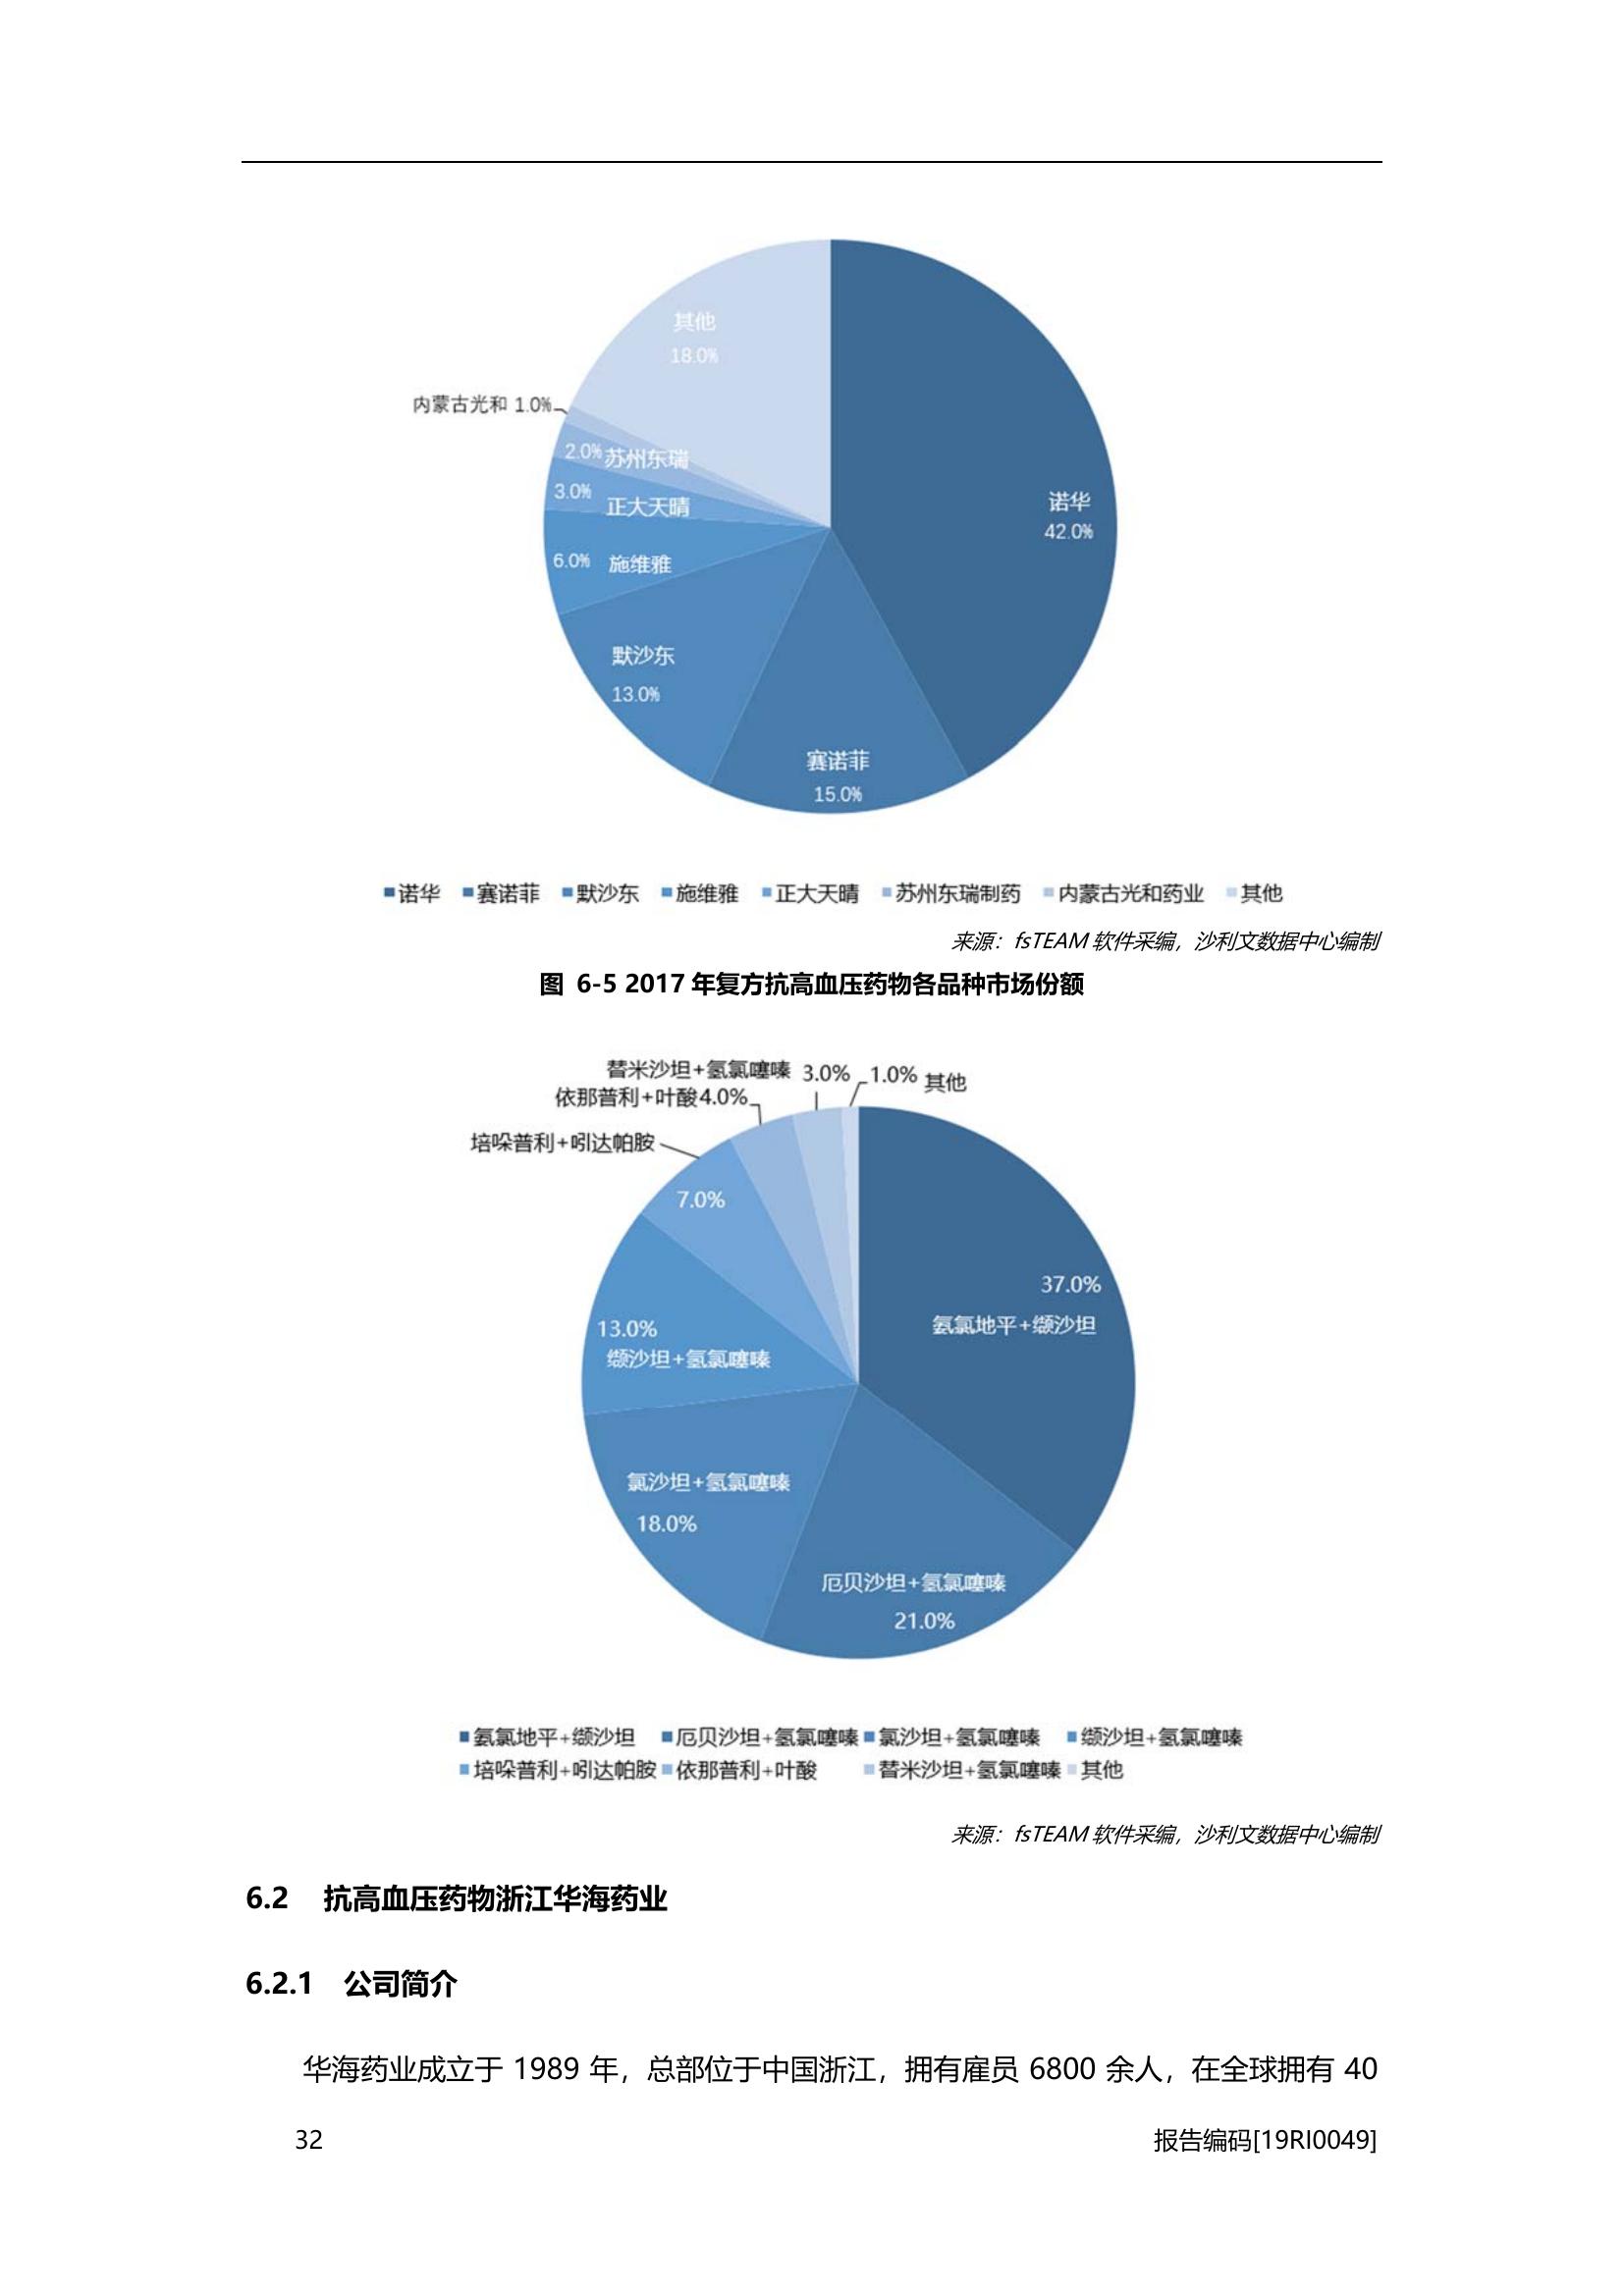 其他
18.0%
内蒙古光和 1.0%
2.0% 苏州东瑞
3.0%
正大天晴
6.0% 施维雅
诺华
42.0%
默沙东
13.0%
赛诺菲
15.0%
诺华 赛诺菲 默沙东 施维雅 正大天晴 苏州东瑞制药 内蒙古光和药业 其他
来源：fsTEAM 软件采编，沙利文数据中心编制
图 6-5 2017 年复方抗高血压药物各品种市场份额
替米沙坦+氢氯噻嗪 3.0% 1.0% 其他
依那普利+叶酸4.0%
培哚普利+吲达帕胺
7.0%
37.0%
氨氯地平+缬沙坦
13.0%
缬沙坦+氢氯噻嗪
氯沙坦+氢氯噻嗪
18.0%
厄贝沙坦+氢氯噻嗪
21.0%
氨氯地平+缬沙坦 厄贝沙坦+氢氯噻嗪 氯沙坦+氢氯噻嗪 缬沙坦+氢氯噻嗪
培哚普利+吲达帕胺 依那普利+叶酸 替米沙坦+氢氯噻嗪 其他
来源：fsTEAM 软件采编，沙利文数据中心编制
6.2 抗高血压药物浙江华海药业
6.2.1 公司简介
华海药业成立于 1989 年，总部位于中国浙江，拥有雇员 6800 余人，在全球拥有 40
32 报告编码[19RI0049]